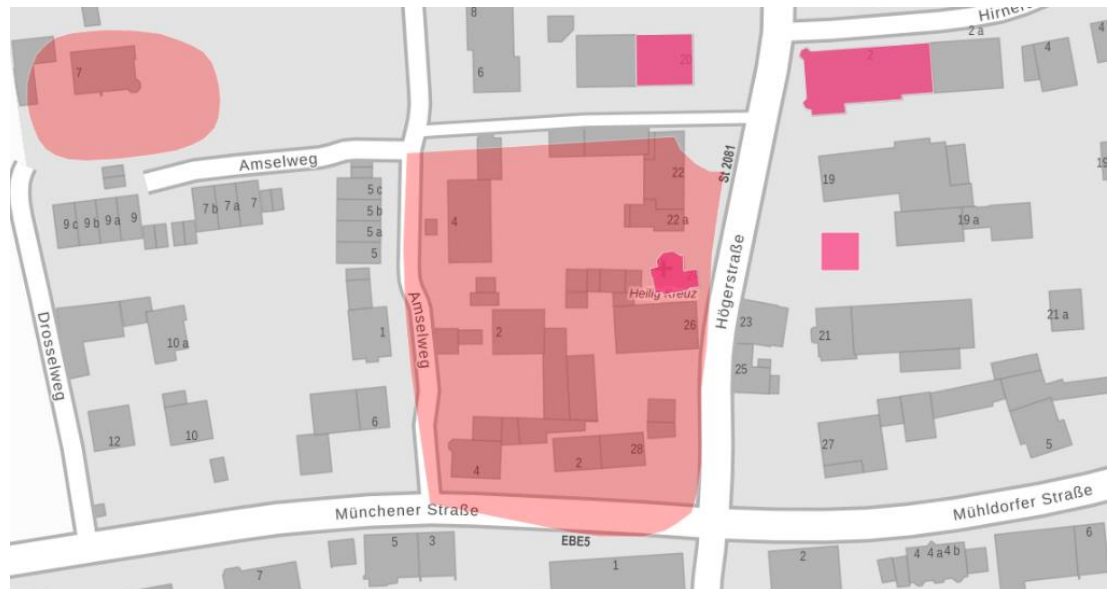 Hirner
8
2 a
4
4
7
6
20
2
Amselweg
St 2081
22
19
19
5 c
5 b
5 a
5
9 c
9 b
9 a
9
7 b
7 a
7
4
22 a
19 a
Heilig Kreuz
Amselweg
Högerstraße
Drosselweg
10 a
1
2
26
23
21
21 a
25
12
10
6
4
2
28
27
5
Münchener Straße
Mühldorfer Straße
EBE5
5
3
7
1
2
4
4 a
4 b
6